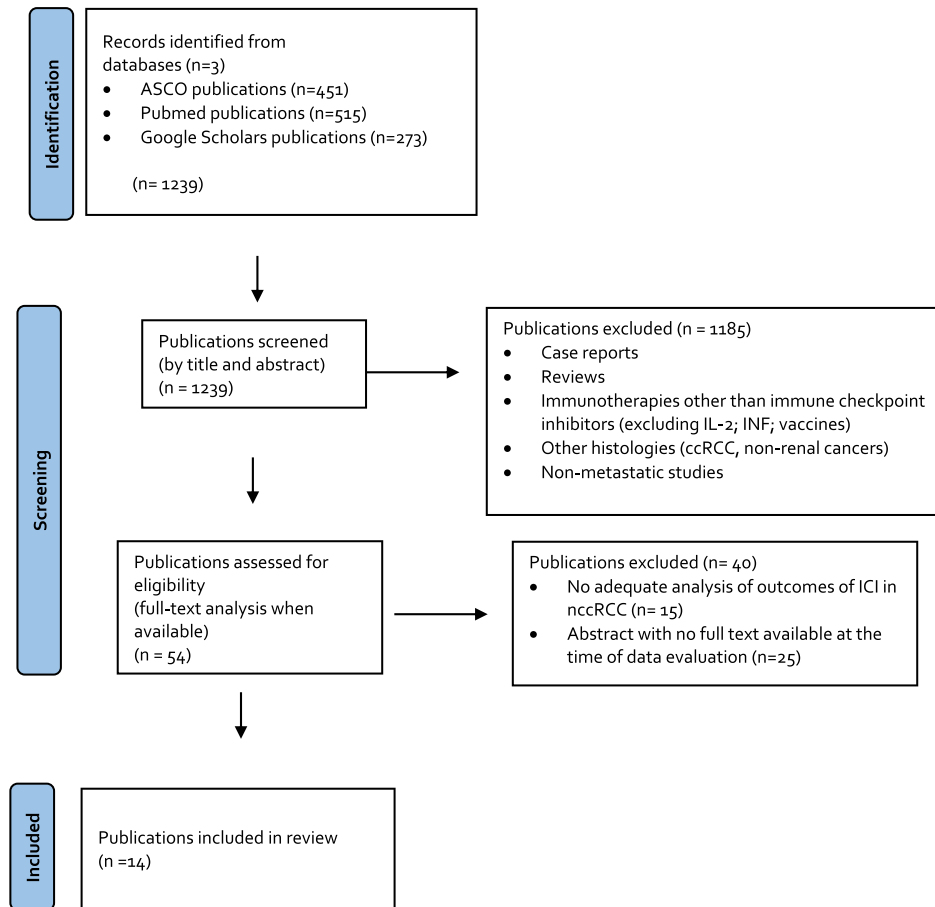 Identification
Records identified from
databases (n=3)
• ASCO publications (n=451)
• Pubmed publications (n=515)
• Google Scholars publications (n=273)
(n= 1239)
Screening
Publications screened
(by title and abstract)
(n = 1239)
Publications excluded (n = 1185)
• Case reports
• Reviews
• Immunotherapies other than immune checkpoint
inhibitors (excluding IL-2; INF; vaccines)
• Other histologies (ccRCC, non-renal cancers)
• Non-metastatic studies
Publications assessed for
eligibility
(full-text analysis when
available)
(n = 54)
Publications excluded (n= 40)
• No adequate analysis of outcomes of ICI in
nccRCC (n= 15)
• Abstract with no full text available at the
time of data evaluation (n=25)
Included
Publications included in review
(n =14)